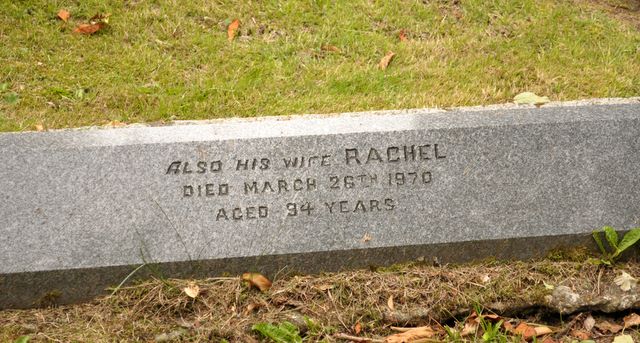 ALSO HIS WIFE RACHEL
DIED MARCH 26TH 1970
AGED 94 YEARS